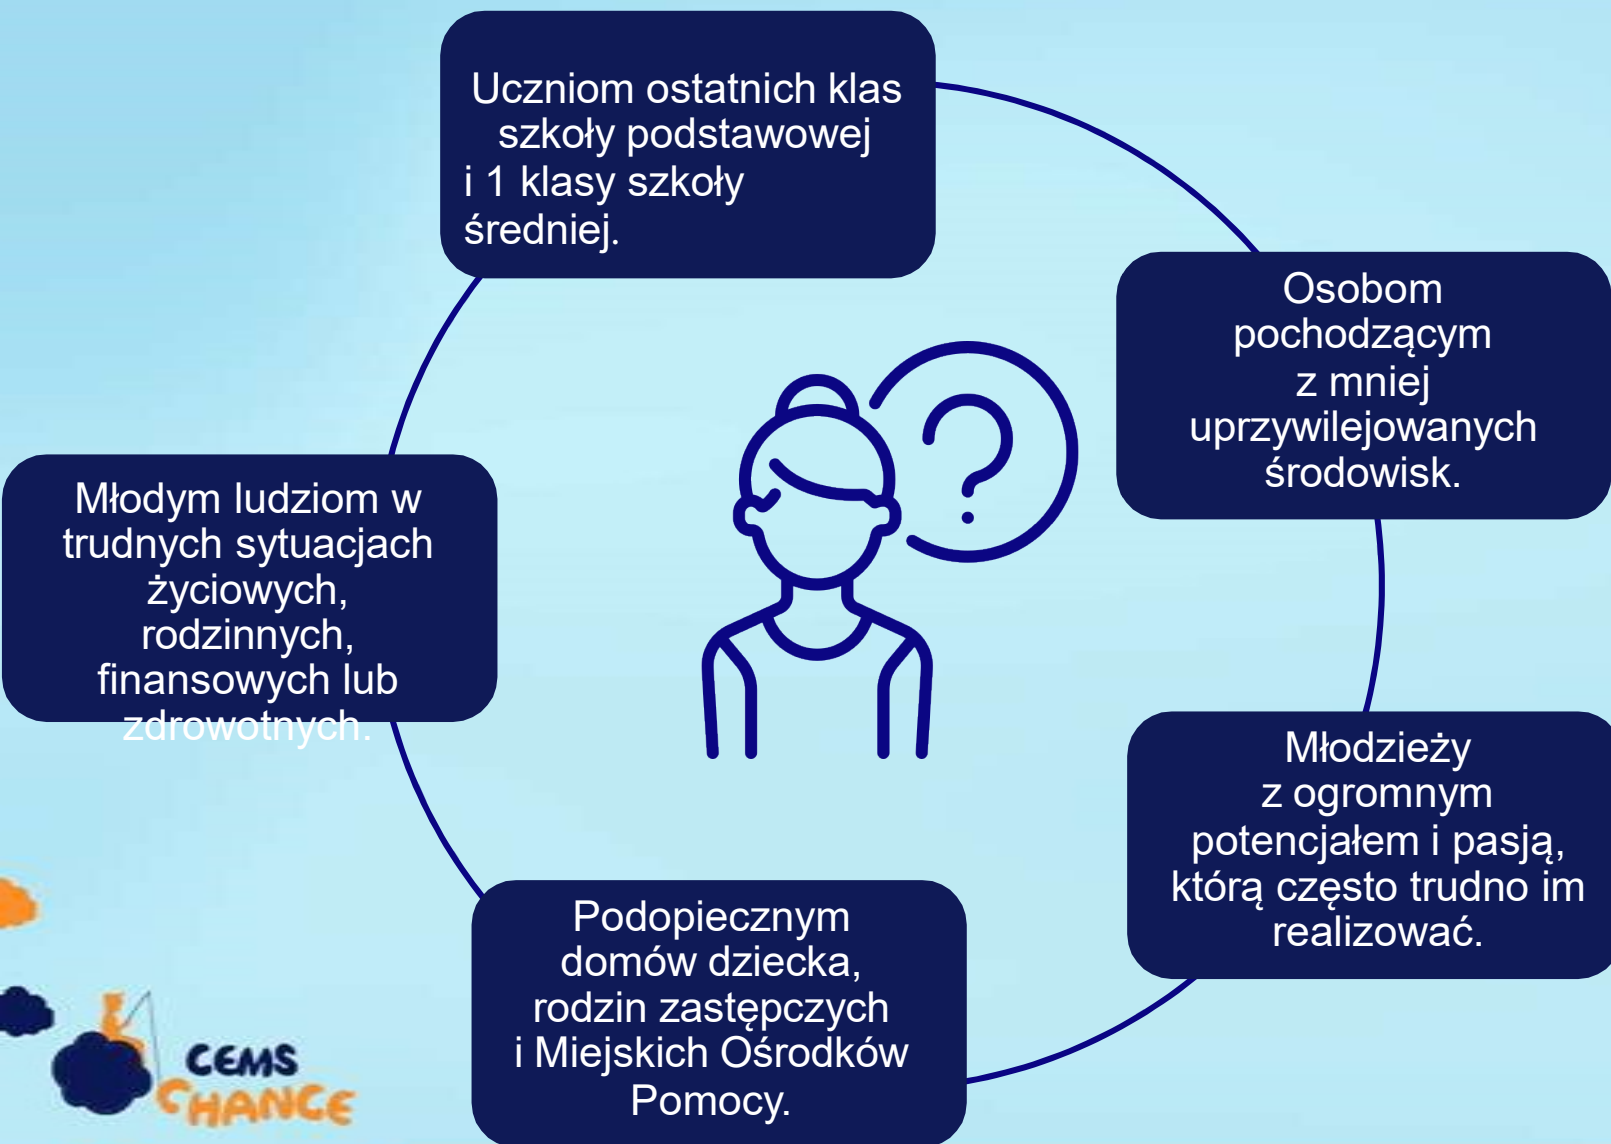 Uczniom ostatnich klas
szkoły podstawowej
i 1 klasy szkoły
średniej.
Osobom
pochodzącym
z mniej
uprzywilejowanych
środowisk.
Młodzieży
z ogromnym
potencjałem i pasją,
którą często trudno im
realizować.
Podopiecznym
domów dziecka,
rodzin zastępczych
i Miejskich Ośrodków
Pomocy.
Młodym ludziom w
trudnych sytuacjach
życiowych,
rodzinnych,
finansowych lub
zdrowotnych.
?
CEMS
CHANCE